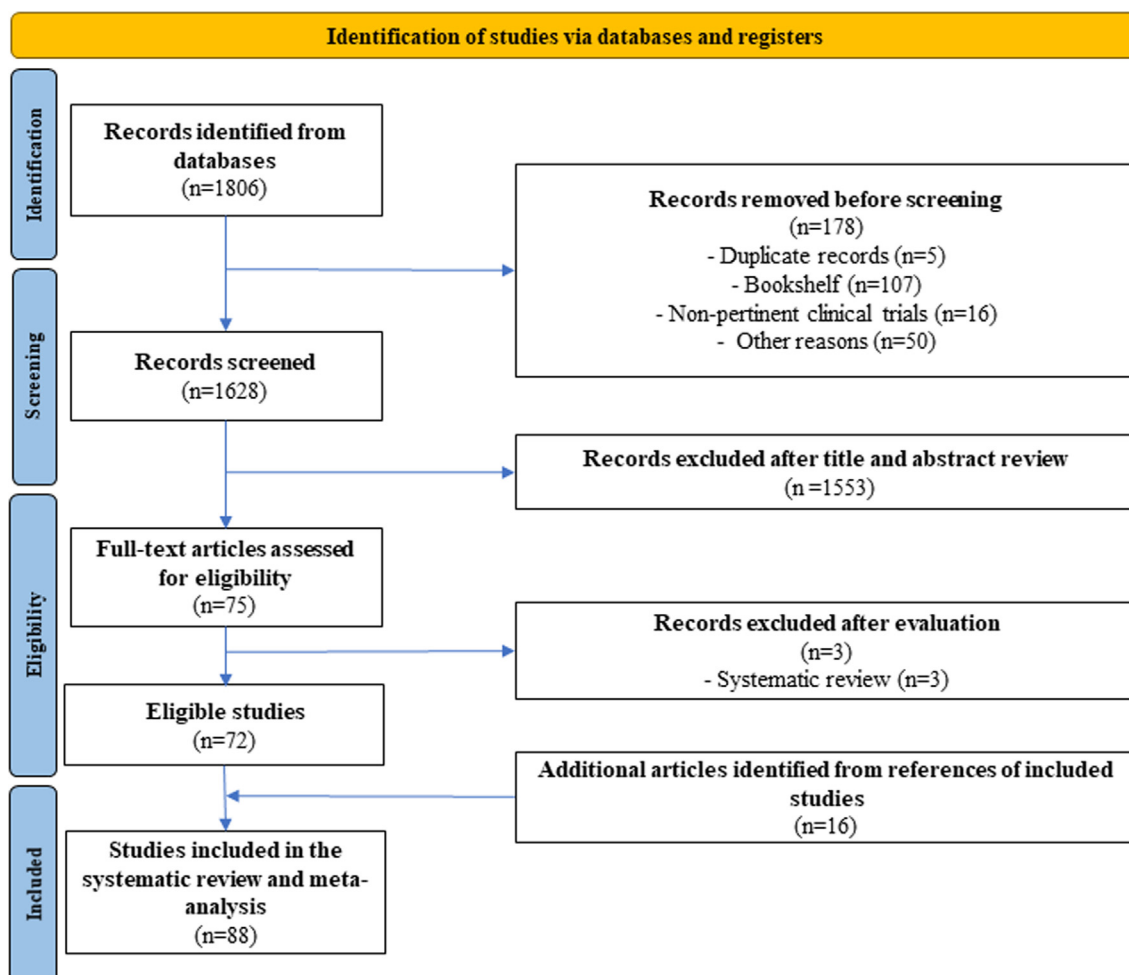 Identification of studies via databases and registers
Identification
Records identified from
databases
(n=1806)
Records removed before screening
(n=178)
- Duplicate records (n=5)
- Bookshelf (n=107)
- Non-pertinent clinical trials (n=16)
- Other reasons (n=50)
Screening
Records screened
(n=1628)
Records excluded after title and abstract review
(n =1553)
Eligibility
Full-text articles assessed
for eligibility
(n=75)
Records excluded after evaluation
(n=3)
- Systematic review (n=3)
Eligible studies
(n=72)
Additional articles identified from references of included
studies
(n=16)
Included
Studies included in the
systematic review and meta-
analysis
(n=88)